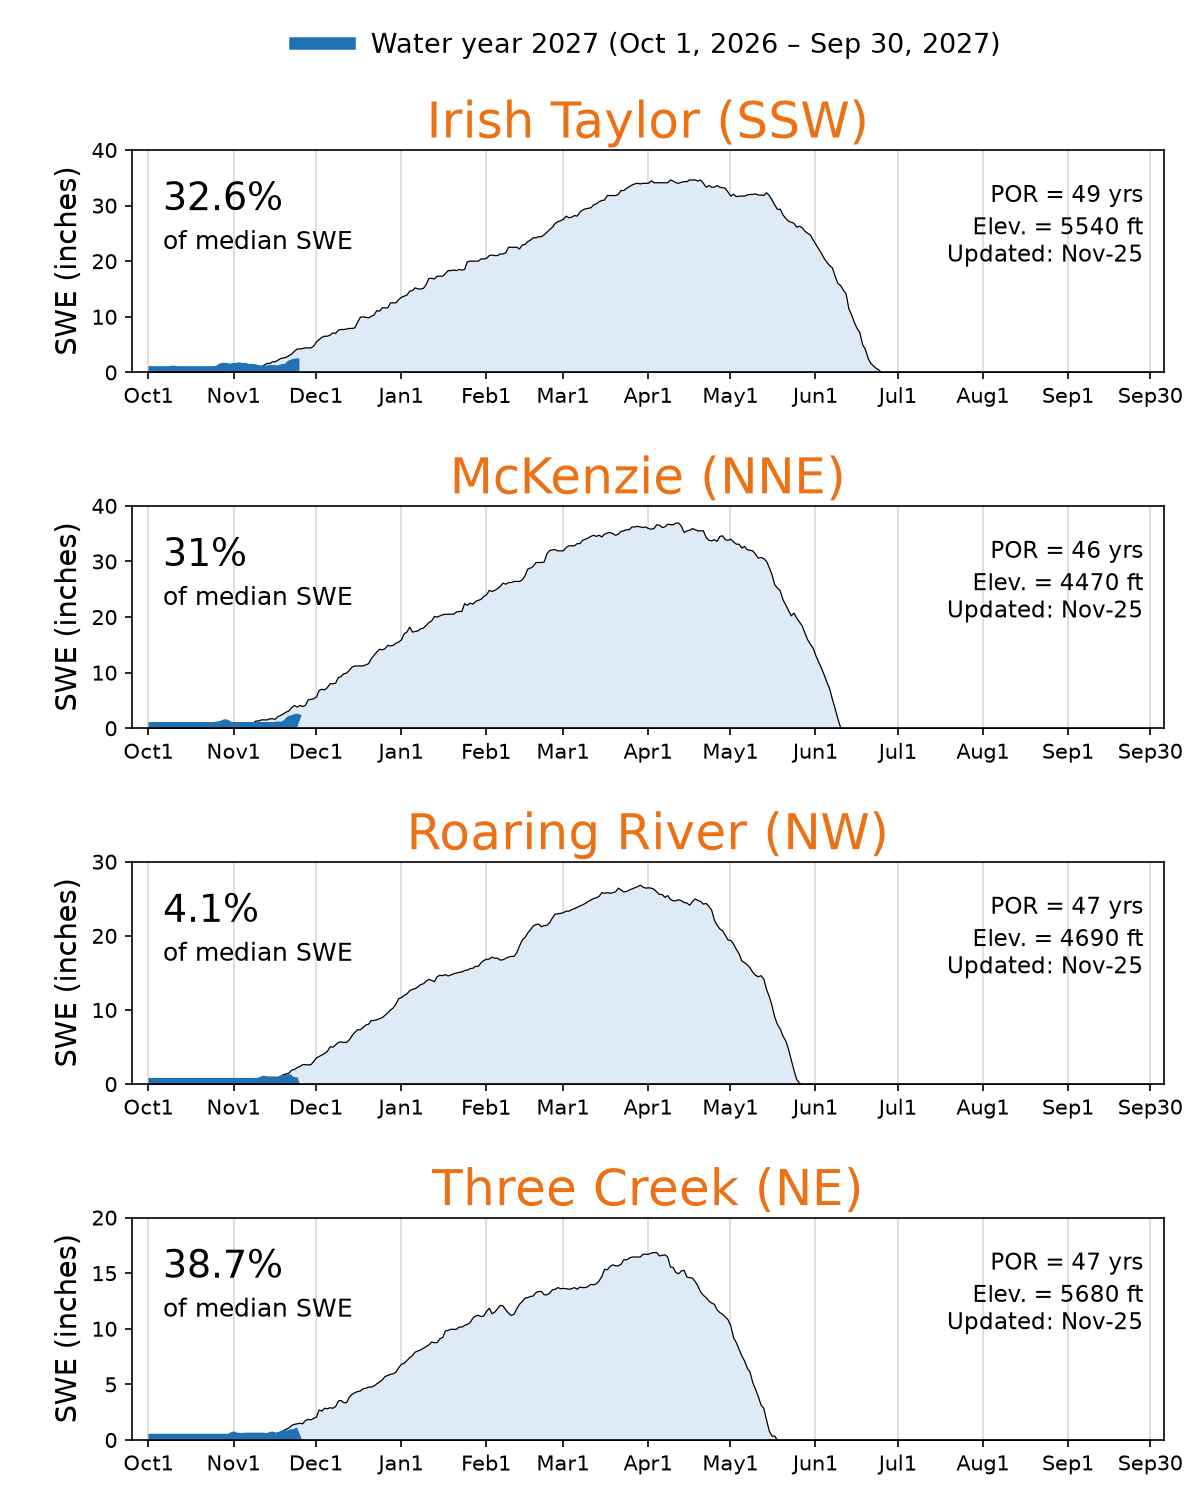 Water year 2027 (Oct 1, 2026 – Sep 30, 2027)
Irish Taylor (SSW)
SWE (inches)
40
30
20
10
0
32.6%
of median SWE
POR = 49 yrs
Elev. = 5540 ft
Updated: Nov-25
Oct1 Nov1 Dec1 Jan1 Feb1 Mar1 Apr1 May1 Jun1 Jul1 Aug1 Sep1 Sep30
McKenzie (NNE)
SWE (inches)
40
30
20
10
0
31%
of median SWE
POR = 46 yrs
Elev. = 4470 ft
Updated: Nov-25
Oct1 Nov1 Dec1 Jan1 Feb1 Mar1 Apr1 May1 Jun1 Jul1 Aug1 Sep1 Sep30
Roaring River (NW)
SWE (inches)
30
20
10
0
4.1%
of median SWE
POR = 47 yrs
Elev. = 4690 ft
Updated: Nov-25
Oct1 Nov1 Dec1 Jan1 Feb1 Mar1 Apr1 May1 Jun1 Jul1 Aug1 Sep1 Sep30
Three Creek (NE)
SWE (inches)
20
15
10
5
0
38.7%
of median SWE
POR = 47 yrs
Elev. = 5680 ft
Updated: Nov-25
Oct1 Nov1 Dec1 Jan1 Feb1 Mar1 Apr1 May1 Jun1 Jul1 Aug1 Sep1 Sep30